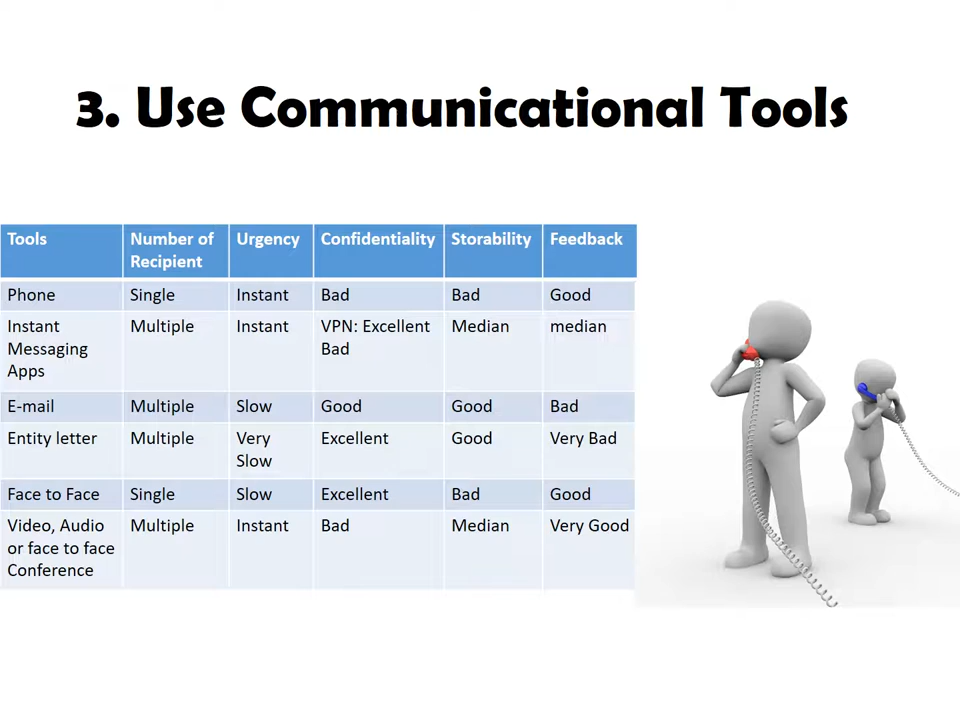 3. Use Communicational Tools
Tools Number of Recipient Urgency Confidentiality Storability Feedback
Phone Single Instant Bad Bad Good
Instant Messaging Apps Multiple Instant VPN: Excellent Bad Median median
E-mail Multiple Slow Good Good Bad
Entity letter Multiple Very Slow Excellent Good Very Bad
Face to Face Single Slow Excellent Bad Good
Video, Audio or face to face Conference Multiple Instant Bad Median Very Good